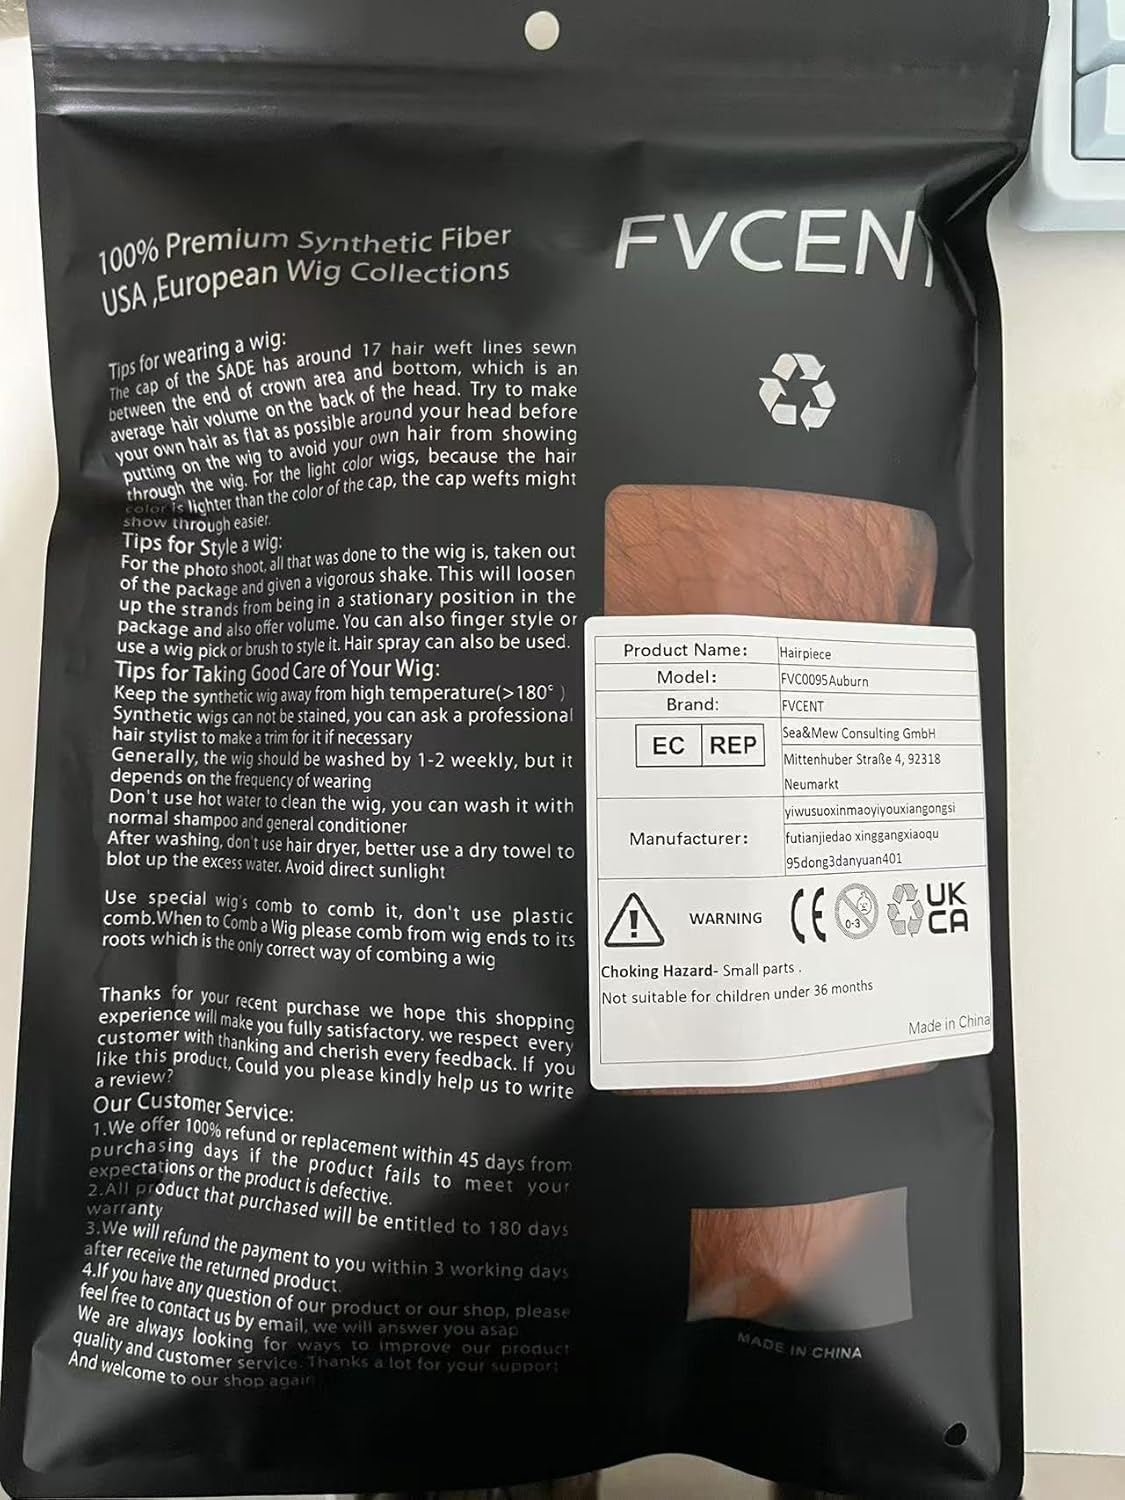 100% Premium Synthetic Fiber
USA ,European Wig Collections
Tips for wearing a wig:
The cap of the SADE has around 17 hair weft lines sewn
between the end of crown area and bottom, which is an
average hair volume on the back of the head. Try to make
your own hair as flat as possible around your head before
putting on the wig to avoid your own hair from showing
through the wig. For the light color wigs, because the hair
color is lighter than the color of the cap, the cap wefts might
show through easier.
Tips for Style a wig:
For the photo shoot, all that was done to the wig is, taken out
of the package and given a vigorous shake. This will loosen
up the strands from being in a stationary position in the
package and also offer volume. You can also finger style or
use a wig pick or brush to style it. Hair spray can also be used.
Tips for Taking Good Care of Your Wig:
Keep the synthetic wig away from high temperature(>180° )
Synthetic wigs can not be stained, you can ask a professional
hair stylist to make a trim for it if necessary
Generally, the wig should be washed by 1-2 weekly, but it
depends on the frequency of wearing
Don't use hot water to clean the wig, you can wash it with
normal shampoo and general conditioner
After washing, don't use hair dryer, better use a dry towel to
blot up the excess water. Avoid direct sunlight
Use special wig's comb to comb it, don't use plastic
comb.When to Comb a Wig please comb from wig ends to its
roots which is the only correct way of combing a wig
Thanks for your recent purchase we hope this shopping
experience will make you fully satisfactory. we respect every
customer with thanking and cherish every feedback. If you
like this product, Could you please kindly help us to write
a review?
Our Customer Service:
1.We offer 100% refund or replacement within 45 days from
purchasing days if the product fails to meet your
expectations or the product is defective.
2.All product that purchased will be entitled to 180 days
warranty
3.We will refund the payment to you within 3 working days
after receive the returned product.
4.If you have any question of our product or our shop, please
feel free to contact us by email, we will answer you asap
We are always looking for ways to improve our product
quality and customer service. Thanks a lot for your support
And welcome to our shop again
FVCENT
Product Name: Hairpiece
Model: FVC0095Auburn
Brand: FVCENT
EC REP
Sea&Mew Consulting GmbH
Mittenhuber Straße 4, 92318
Neumarkt
Manufacturer:
yiwusuoxinmaoyiyouxiangongsi
futianjiedao xinggangxiaoqu
95dong3danyuan401
WARNING CE 0-3 UK
CA
Choking Hazard- Small parts .
Not suitable for children under 36 months
Made in China
MADE IN CHINA